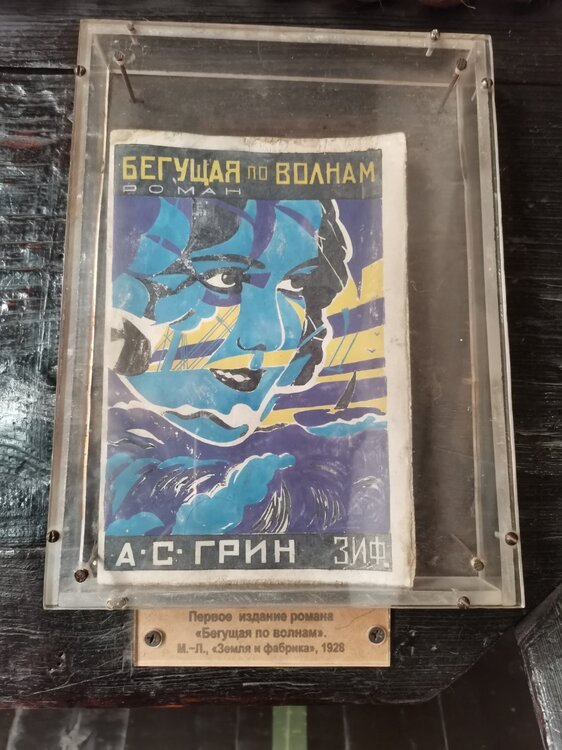 БЕГУЩАЯ ПО ВОЛНАМ
РОМАН
А·С·ГРИН ЗИФ
Первое издание романа
«Бегущая по волнам».
М.–Л., «Земля и фабрика», 1928